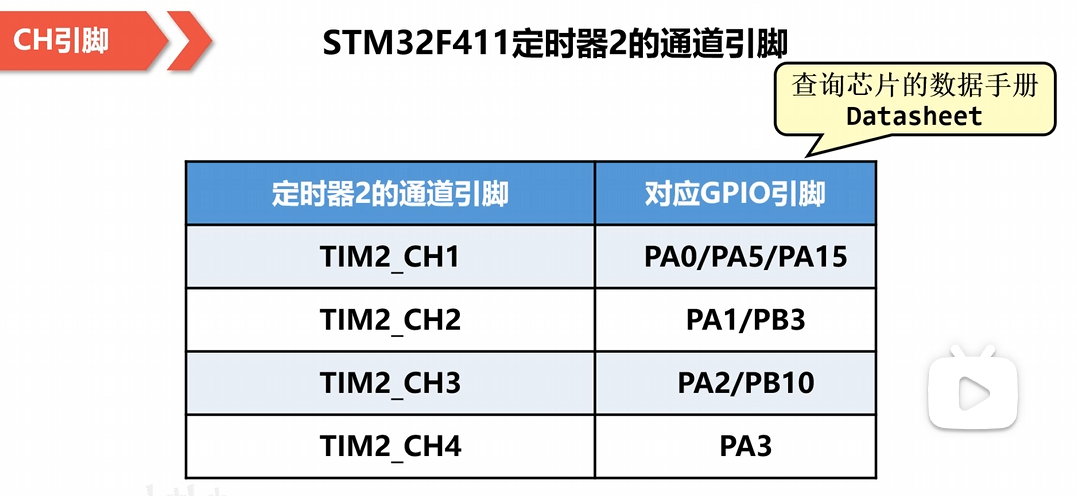 CH引脚
STM32F411定时器2的通道引脚
查询芯片的数据手册
Datasheet
定时器2的通道引脚 对应GPIO引脚
TIM2_CH1 PA0/PA5/PA15
TIM2_CH2 PA1/PB3
TIM2_CH3 PA2/PB10
TIM2_CH4 PA3